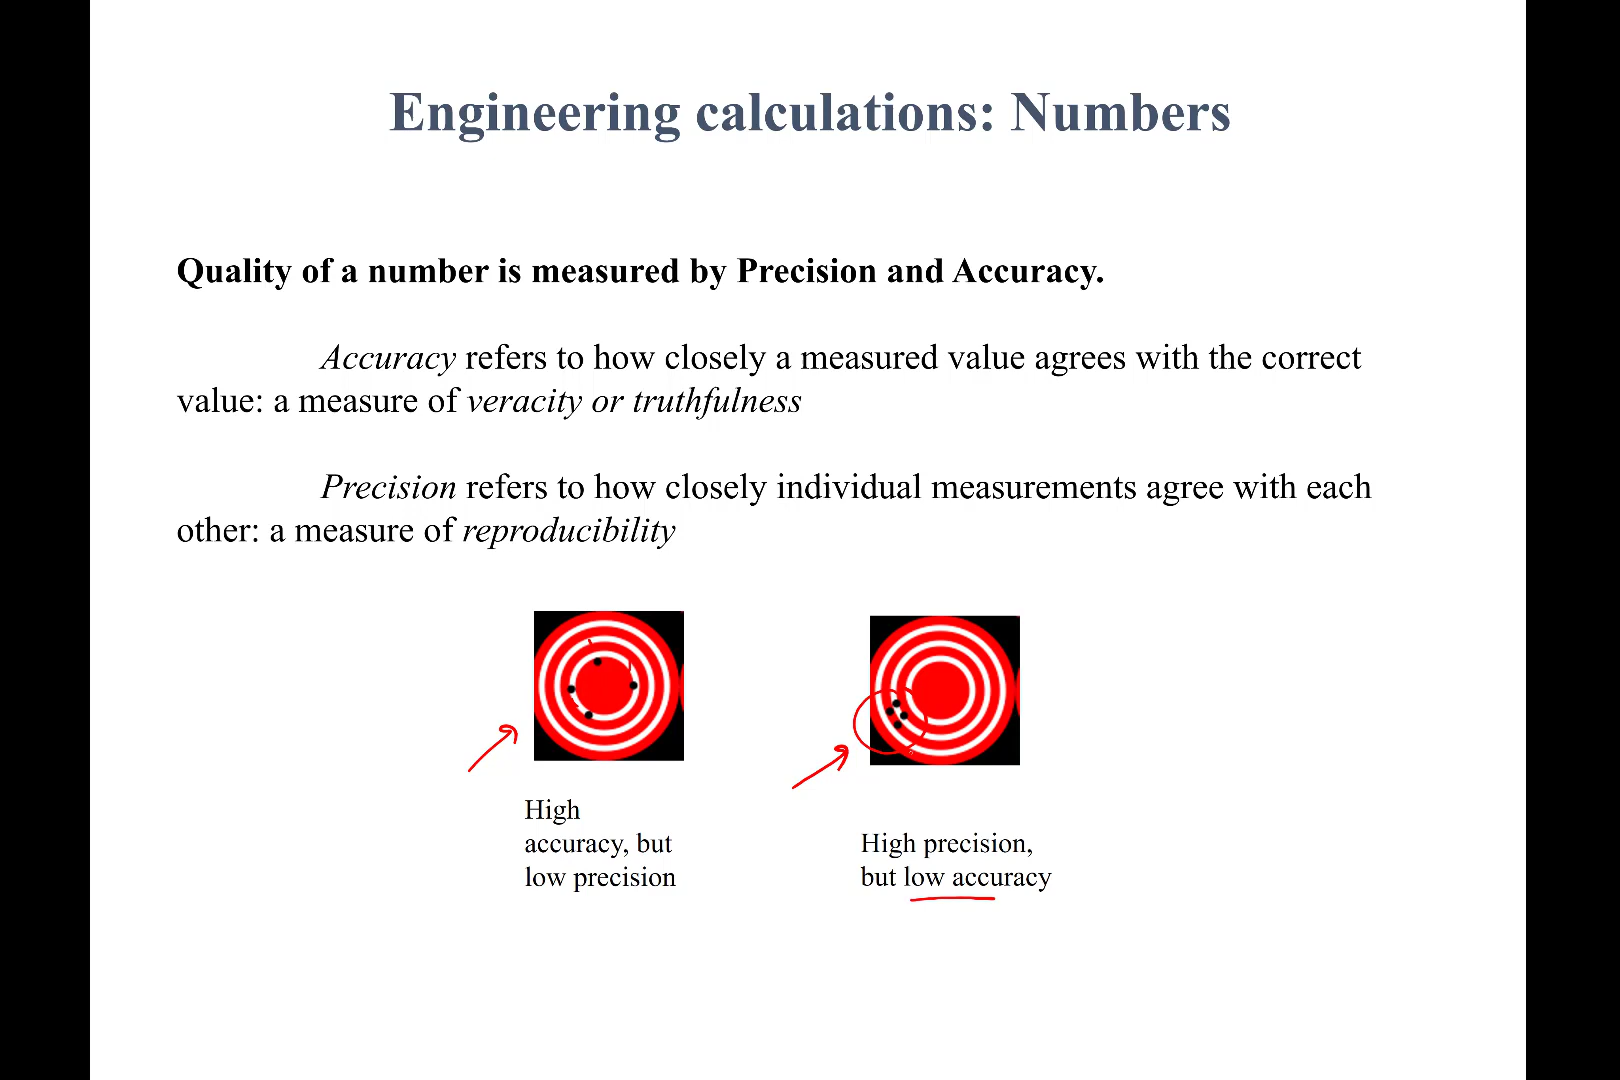 Engineering calculations: Numbers
Quality of a number is measured by Precision and Accuracy.
Accuracy refers to how closely a measured value agrees with the correct
value: a measure of veracity or truthfulness
Precision refers to how closely individual measurements agree with each
other: a measure of reproducibility
High
accuracy, but
low precision
High precision,
but low accuracy